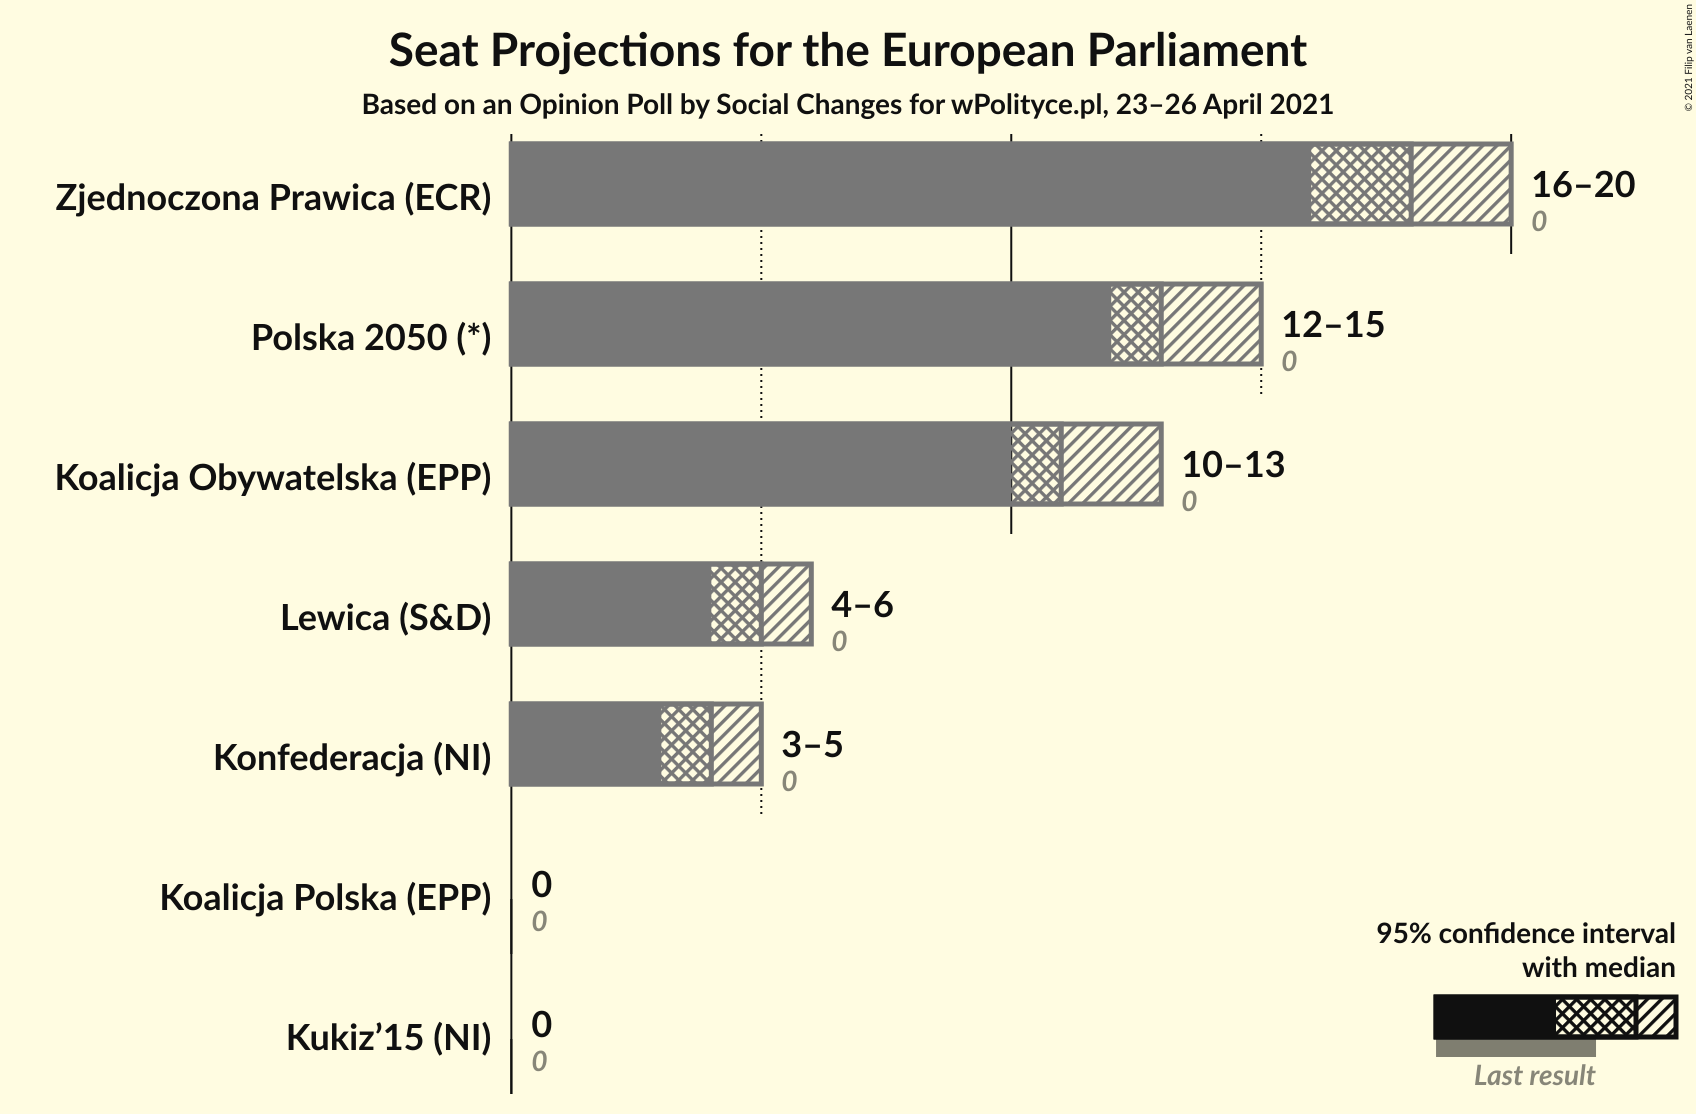 Seat Projections for the European Parliament
Based on an Opinion Poll by Social Changes for wPolityce.pl, 23–26 April 2021
© 2021 Filip van Laenen
Zjednoczona Prawica (ECR)
16–20
0
Polska 2050 (*)
12–15
0
Koalicja Obywatelska (EPP)
10–13
0
Lewica (S&D)
4–6
0
Konfederacja (NI)
3–5
0
Koalicja Polska (EPP)
0
0
Kukiz’15 (NI)
0
0
95% confidence interval
with median
Last result